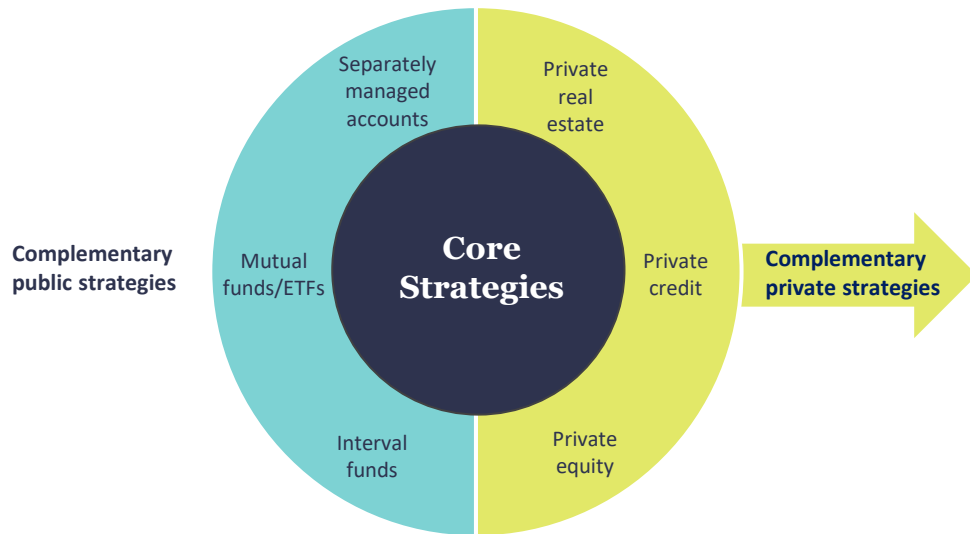 Separately
managed
accounts
Private
real
estate
Complementary
public strategies
Mutual
funds/ETFs
Core
Strategies
Private
credit
Complementary
private strategies
Interval
funds
Private
equity